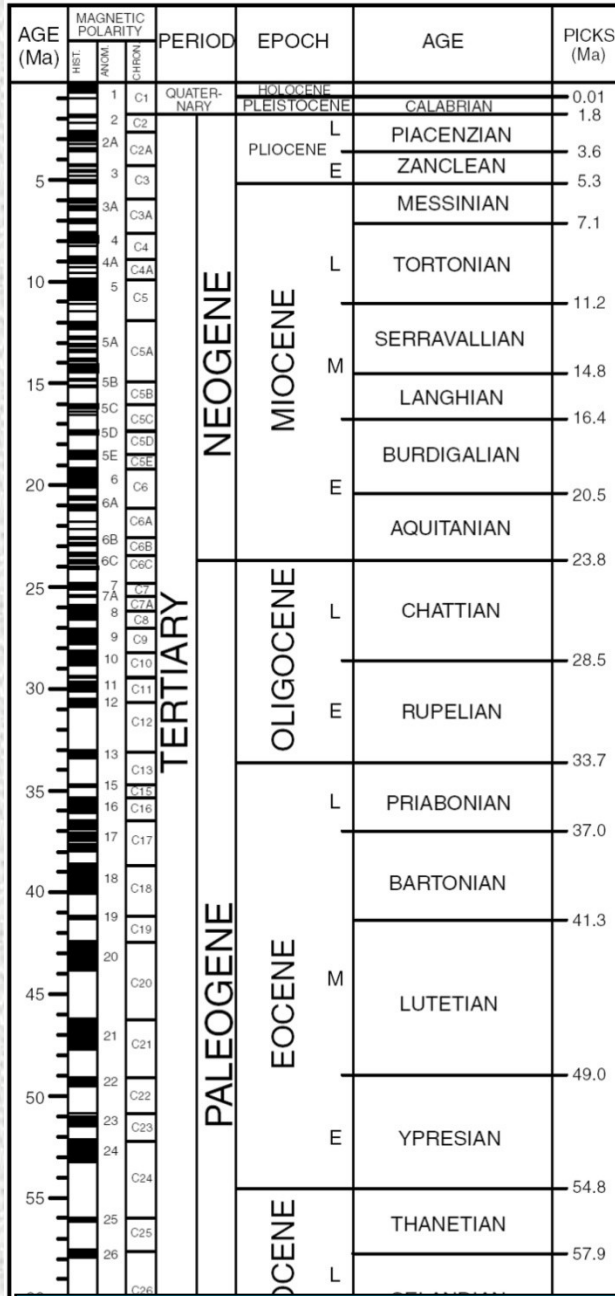 AGE (Ma) MAGNETIC POLARITY PERIOD EPOCH AGE PICKS (Ma)
HIST. ANOM. CHRON.
QUATERNARY HOLOCENE
0.01
1 C1 PLEISTOCENE CALABRIAN
1.8
2 C2 L PIACENZIAN
2A C2A PLIOCENE
3.6
3 C3 E ZANCLEAN
5
5.3
3A C3A MESSINIAN
7.1
4 C4
4A C4A L TORTONIAN
10
5 C5
11.2
5A C5A SERRAVALLIAN
M
14.8
15
5B C5B LANGHIAN
5C C5C
16.4
5D C5D
5E C5E BURDIGALIAN
6 C6
20 E
20.5
6A C6A AQUITANIAN
6B C6B
6C C6C
23.8
NEOGENE MIOCENE
25
7 C7
7A C7A
8 C8 L CHATTIAN
9 C9
10 C10
28.5
30
11 C11
12 C12 E RUPELIAN
OLIGOCENE
TERTIARY
13 C13
33.7
35
15 C15
16 C16 L PRIABONIAN
37.0
17 C17
18 C18 BARTONIAN
40
19 C19
41.3
20 C20 M LUTETIAN
45
21 C21
49.0
22 C22
50
23 C23 E YPRESIAN
24 C24
54.8
PALEOGENE EOCENE
55
25 C25 THANETIAN
57.9
26 C26 L